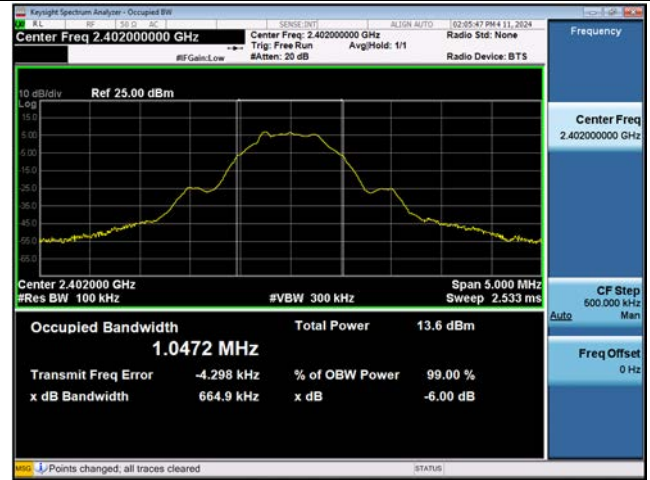 Keysight Spectrum Analyzer - Occupied BW
RL RF 50 Ω AC SENSE:INT ALIGN AUTO 02:05:47 PM 4 11, 2024
Center Freq 2.402000000 GHz
Center Freq: 2.402000000 GHz
Radio Std: None
Trig: Free Run Avg|Hold: 1/1
#IFGain:Low
#Atten: 20 dB
Radio Device: BTS
Frequency
10 dB/div Ref 25.00 dBm
Log
15.0
5.00
-5.00
-15.0
-25.0
-35.0
-45.0
-55.0
-65.0
Center Freq
2.402000000 GHz
Center 2.402000 GHz
Span 5.000 MHz
#Res BW 100 kHz
#VBW 300 kHz
Sweep 2.533 ms
CF Step
500.000 kHz
Auto Man
Occupied Bandwidth
1.0472 MHz
Total Power 13.6 dBm
Transmit Freq Error -4.298 kHz
% of OBW Power 99.00 %
x dB Bandwidth 664.9 kHz
x dB -6.00 dB
Freq Offset
0 Hz
MSG Points changed; all traces cleared
STATUS